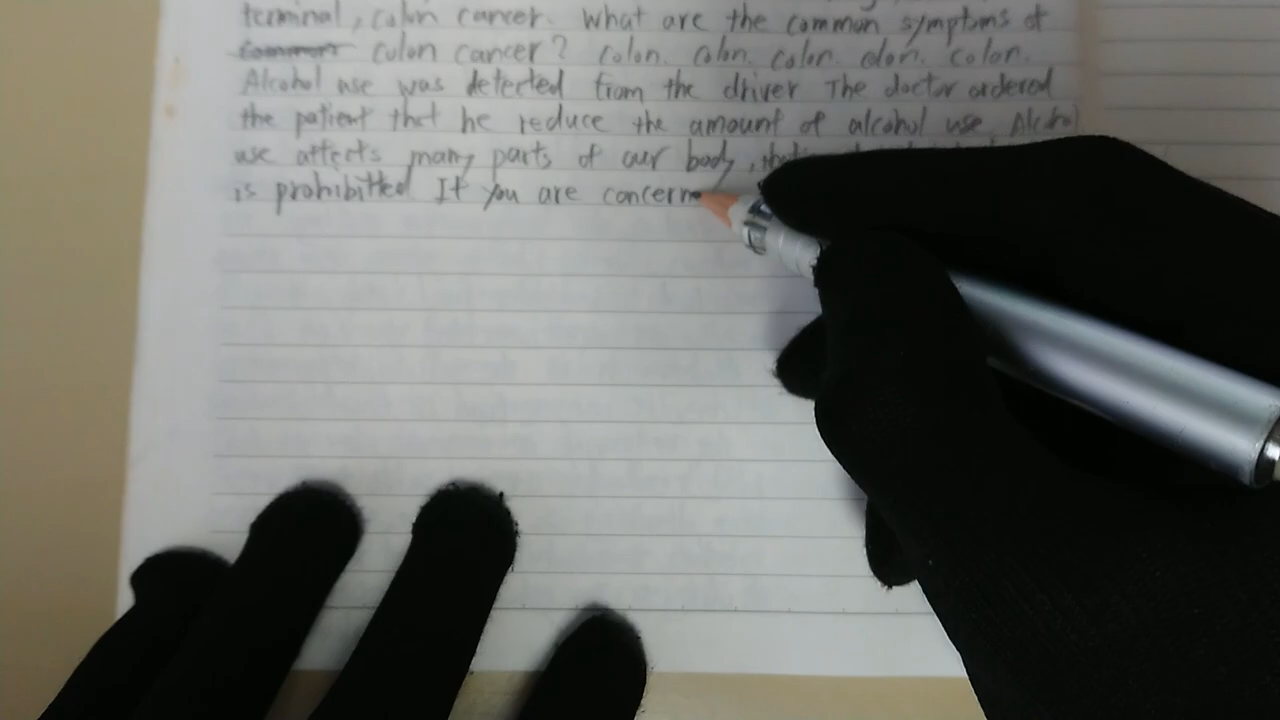 terminal, colon cancer. What are the common symptoms of
common colon cancer? colon. colon. colon. colon. colon.
Alcohol use was detected from the driver The doctor ordered
the patient that he reduce the amount of alcohol use. Alcohol
use affects many parts of our body,
is prohibitted If you are concern